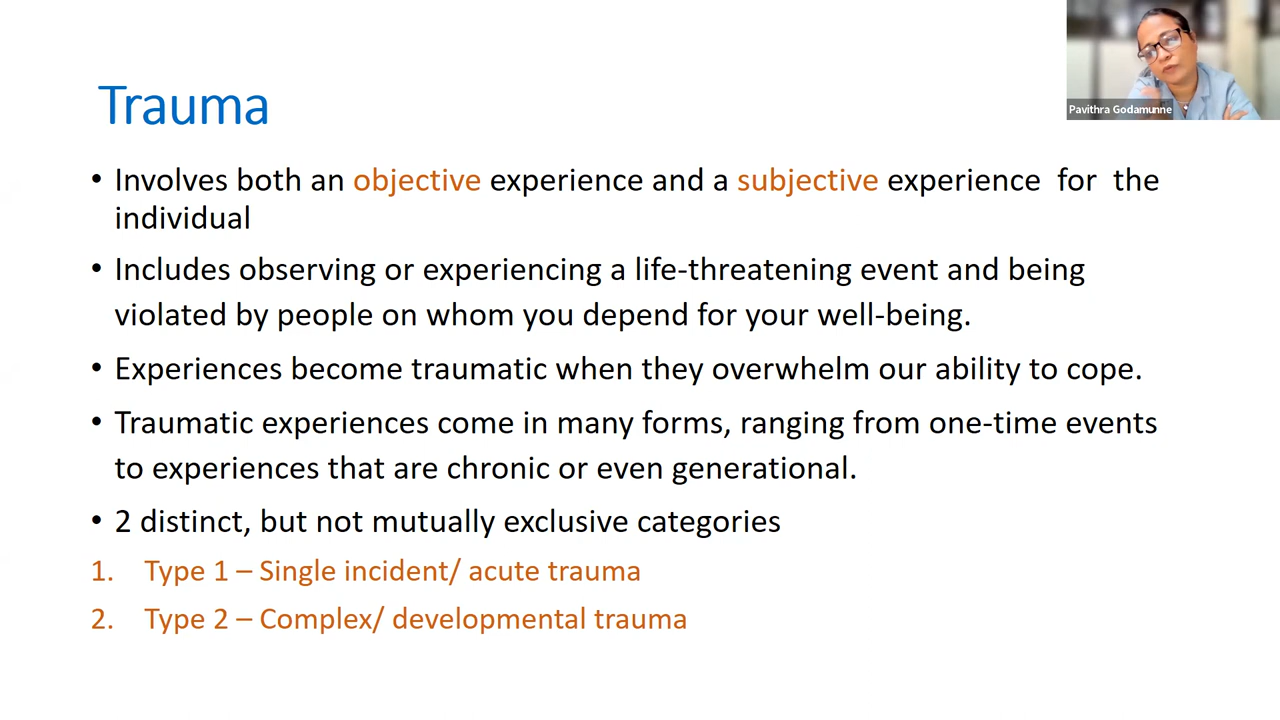 Trauma
Pavithra Godamunne
• Involves both an objective experience and a subjective experience for the
individual
• Includes observing or experiencing a life-threatening event and being
violated by people on whom you depend for your well-being.
• Experiences become traumatic when they overwhelm our ability to cope.
• Traumatic experiences come in many forms, ranging from one-time events
to experiences that are chronic or even generational.
• 2 distinct, but not mutually exclusive categories
1. Type 1 – Single incident/ acute trauma
2. Type 2 – Complex/ developmental trauma